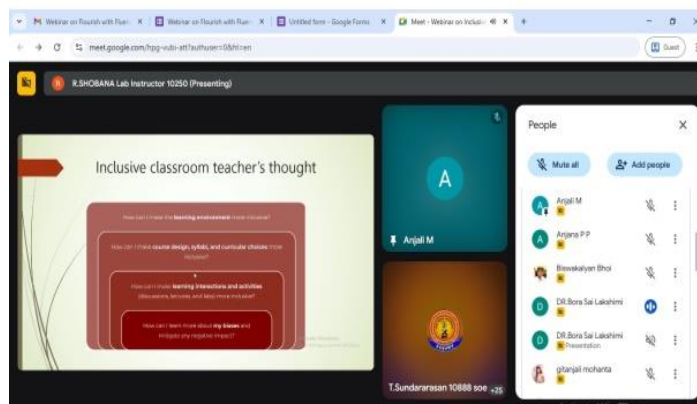 Webinar on Flourish with Fluen
Webinar on Flourish with Fluen
Untitled form - Google Forms
Meet - Webinar on Inclusiv
meet.google.com/hpg-vubi-att?authuser=0&hl=en
Guest
R.SHOBANA Lab Instructor 10250 (Presenting)
Inclusive classroom teacher's thought
How can I make the learning environment more inclusive?
How can I make course design, syllabi, and curricular choices more
inclusive?
How can I make learning interactions and activities
(discussions, lectures, and labs) more inclusive?
How can I learn more about my biases and
mitigate any negative impact?
A
Anjali M
T.Sundararasan 10888 soe
+25
People
Mute all
Add people
A
Anjali M
A
Anjana P P
Biswakalyan Bhoi
D
DR.Bora Sai Lakshimi
D
DR.Bora Sai Lakshimi
Presentation
gitanjali mohanta